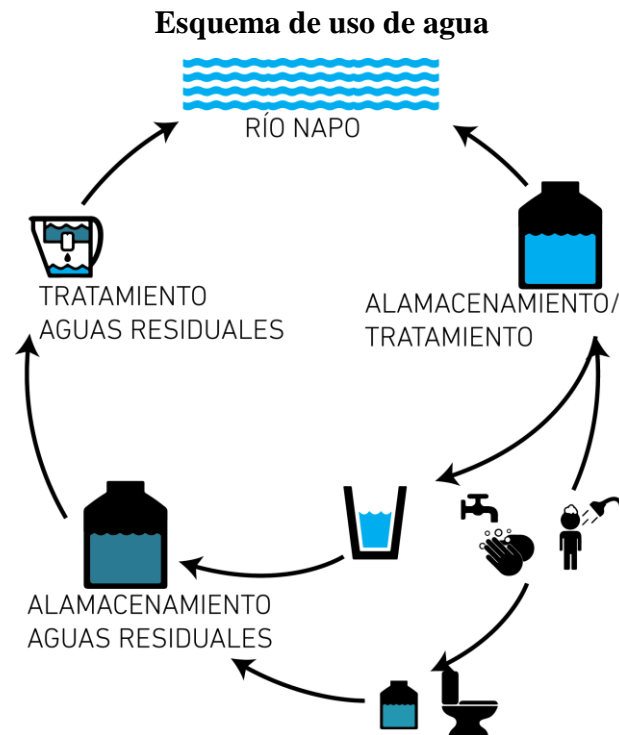 Esquema de uso de agua
RÍO NAPO
TRATAMIENTO
AGUAS RESIDUALES
ALAMACENAMIENTO/
TRATAMIENTO
ALAMACENAMIENTO
AGUAS RESIDUALES